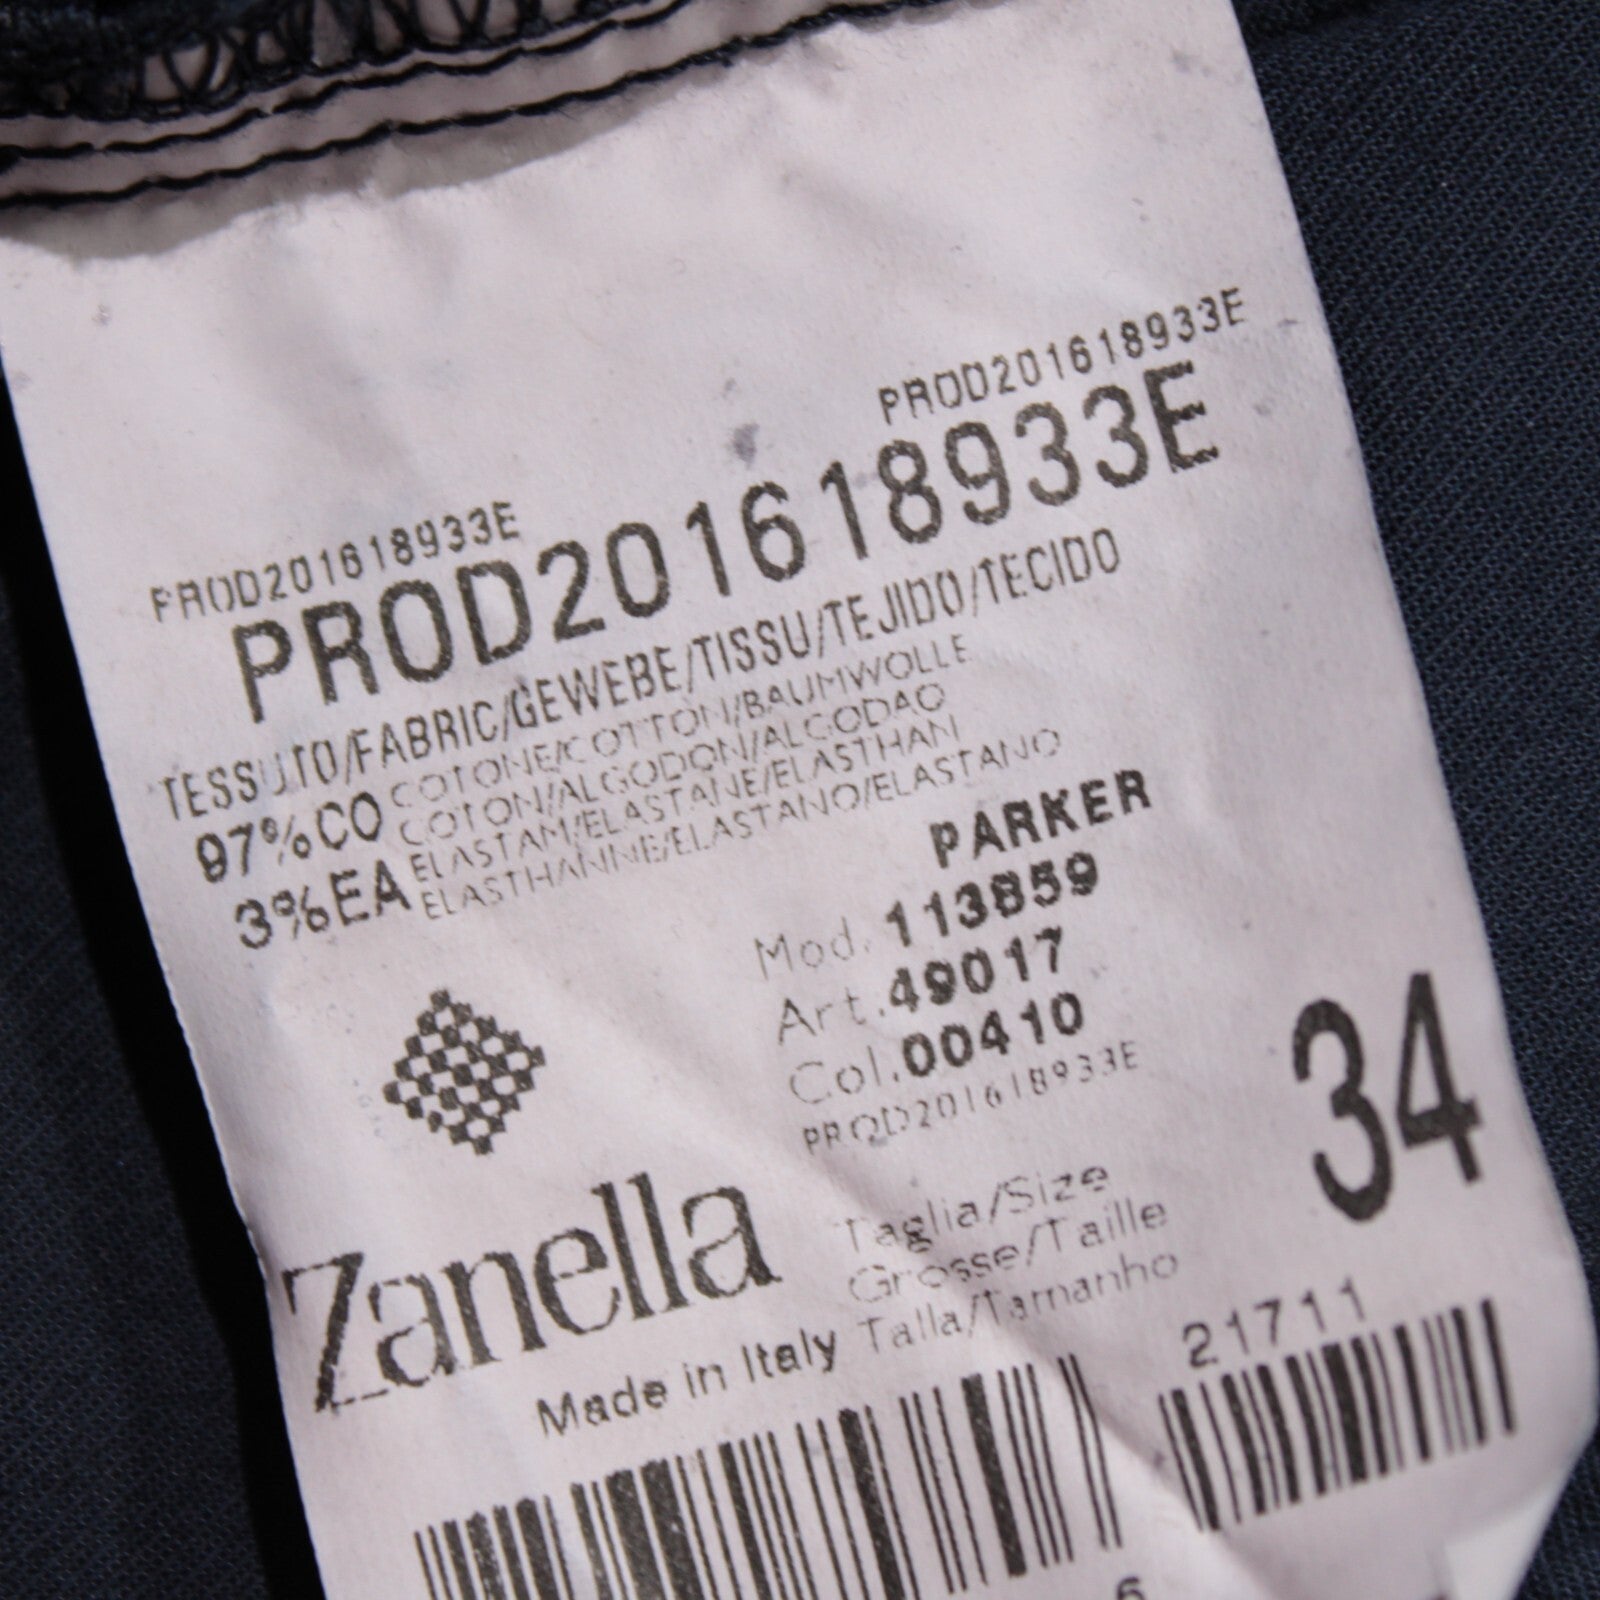 PROD201618933E
PROD201618933E
PROD201618933E
TESSUTO/FABRIC/GEWEBE/TISSU/TEJIDO/TECIDO
97%CO COTONE/COTTON/BAUMWOLLE
COTON/ALGODON/ALGODAO
3%EA ELASTAM/ELASTANE/ELASTHAN
ELASTHANNE/ELASTANO/ELASTANO
PARKER
Mod. 113859
Art. 49017
Col. 00410
PROD201618933E
34
Zanella
Made in Italy
Taglia/Size
Grosse/Taille
Talla/Tamanho
21711
6